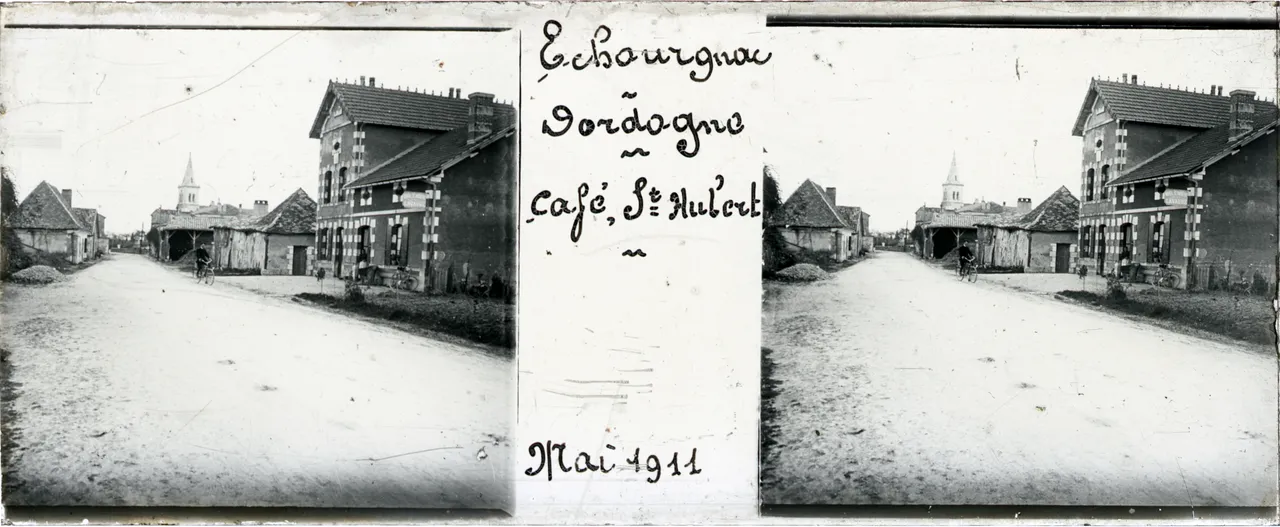 Echourgnac
Dordogne
Café, St Hubert
Mai 1911